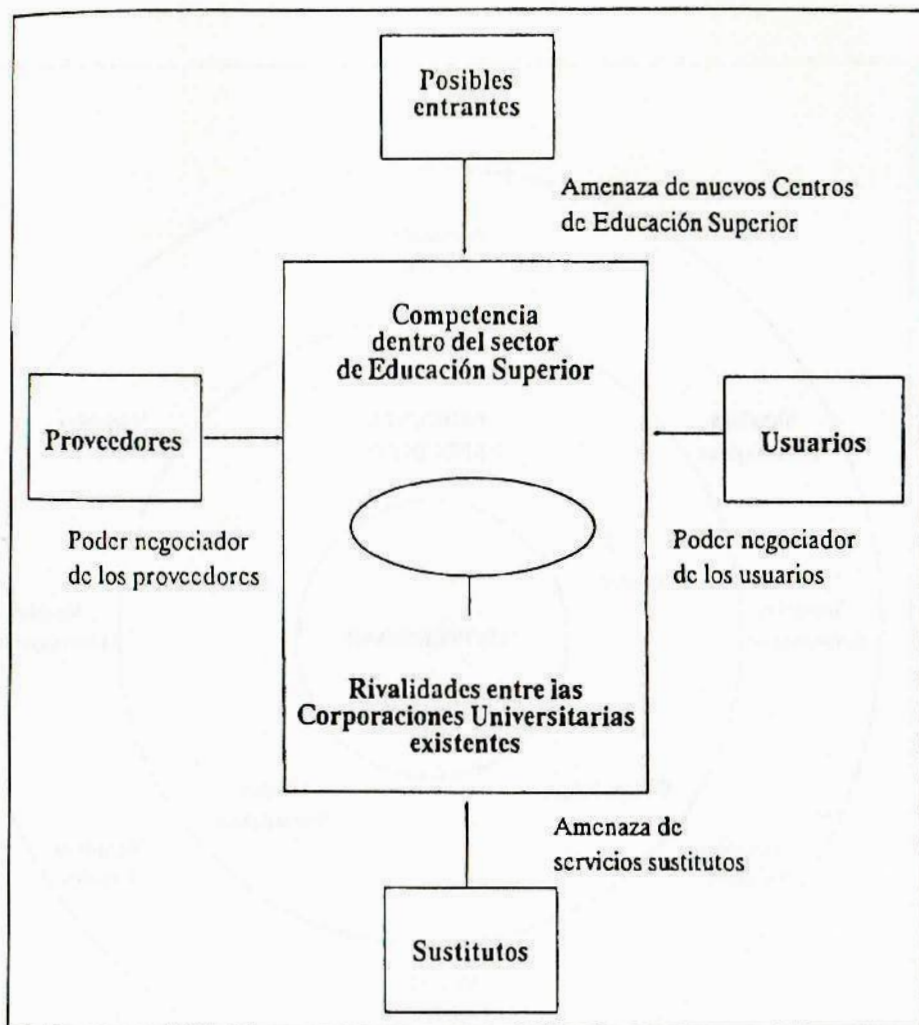 Posibles
entrantes
Amenaza de nuevos Centros
de Educación Superior
Competencia
dentro del sector
de Educación Superior
Proveedores
Usuarios
Poder negociador
de los proveedores
Poder negociador
de los usuarios
Rivalidades entre las
Corporaciones Universitarias
existentes
Amenaza de
servicios sustitutos
Sustitutos